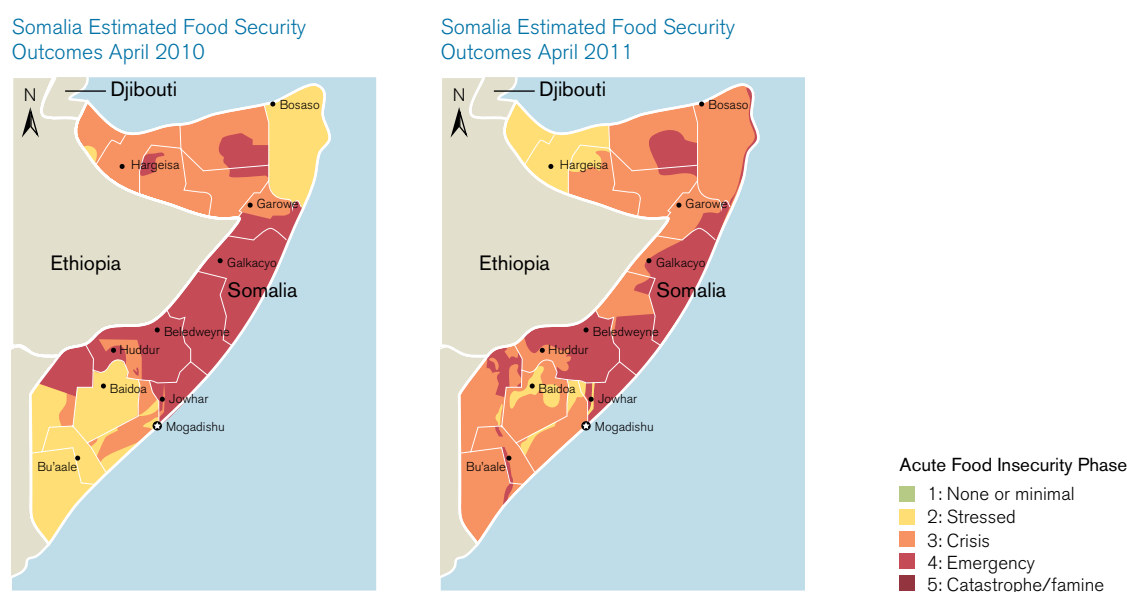 Somalia Estimated Food Security
Outcomes April 2010
N
Djibouti
Bosaso
Hargeisa
Garowe
Ethiopia
Galkacyo
Somalia
Beledweyne
Huddur
Baidoa
Jowhar
Mogadishu
Bu'aale
Somalia Estimated Food Security
Outcomes April 2011
N
Djibouti
Bosaso
Hargeisa
Garowe
Ethiopia
Galkacyo
Somalia
Beledweyne
Huddur
Baidoa
Jowhar
Mogadishu
Bu'aale
Acute Food Insecurity Phase
1: None or minimal
2: Stressed
3: Crisis
4: Emergency
5: Catastrophe/famine